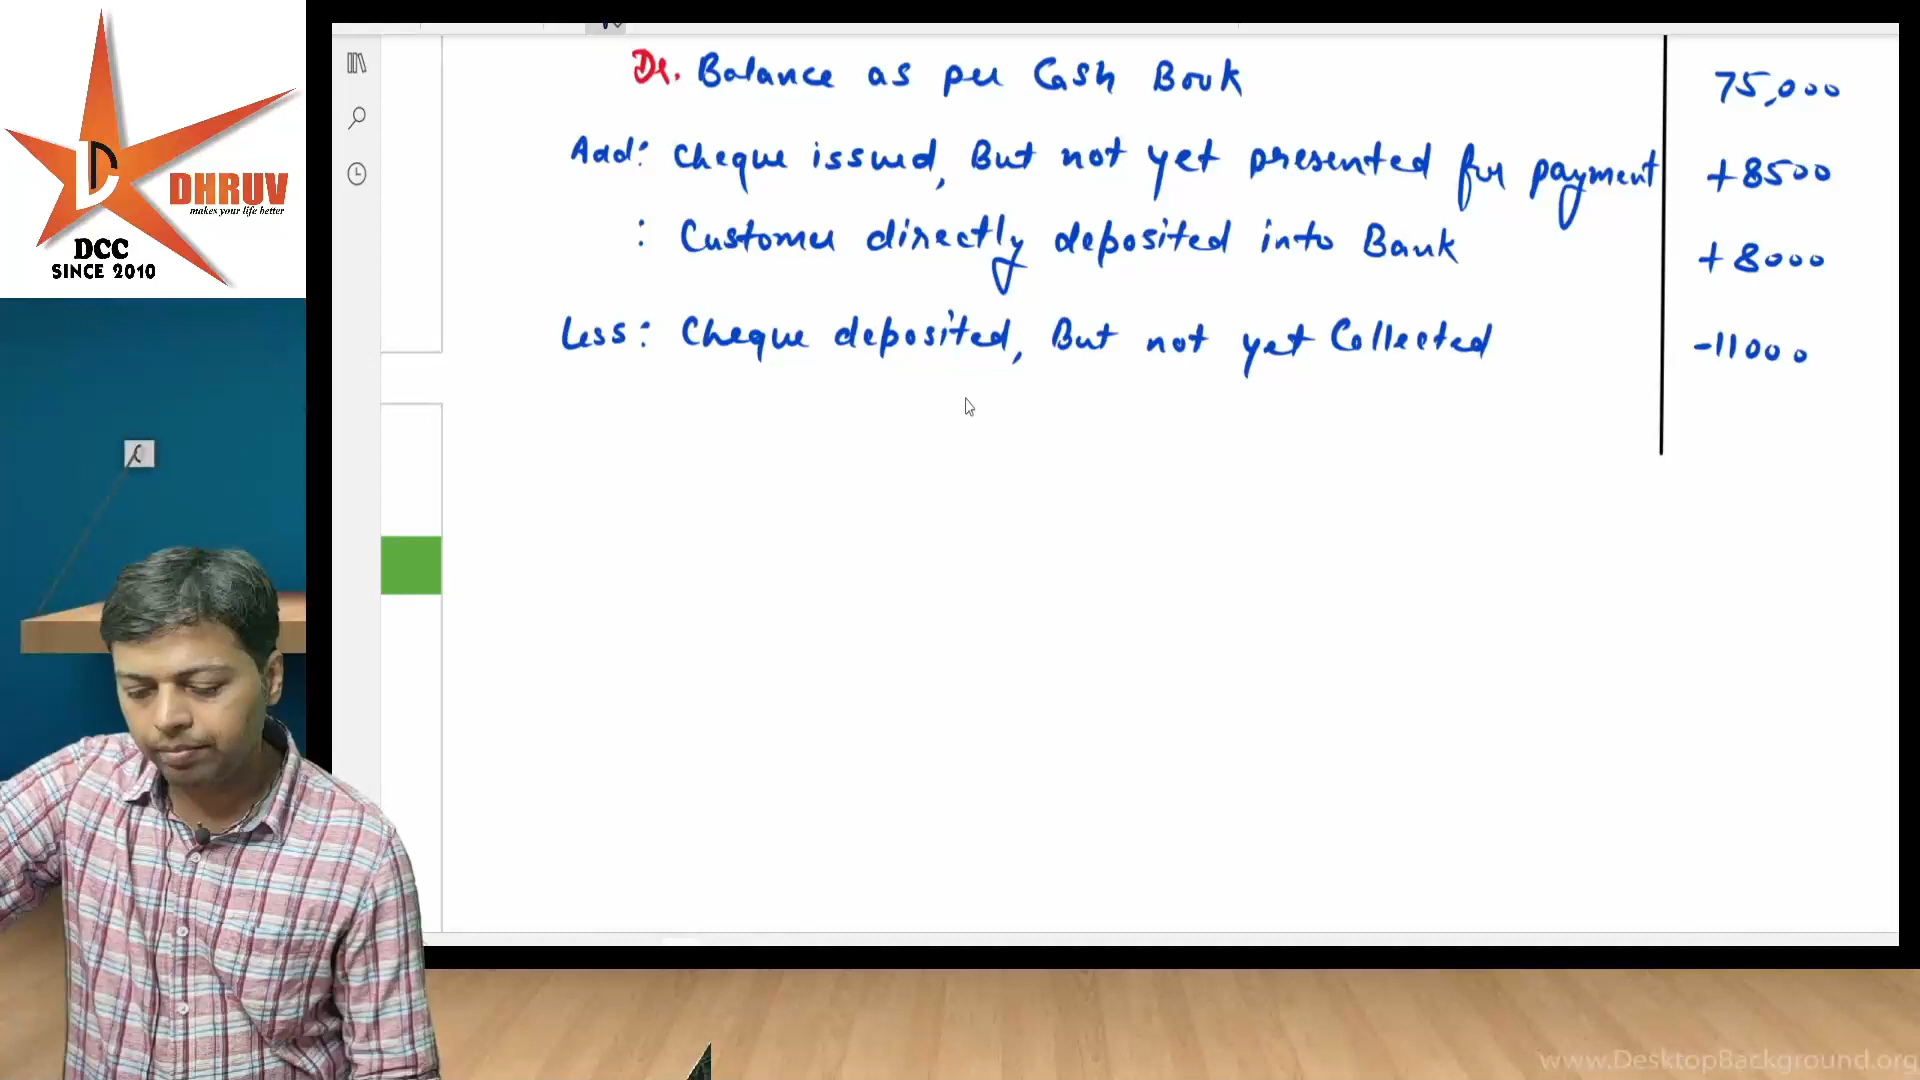 DC
DHRUV
makes your life better
DCC
SINCE 2010
Dr. Balance as per Cash Book 75,000
Add: Cheque issued, But not yet presented for payment +8500
: Customer directly deposited into Bank +8000
Less: Cheque deposited, But not yet Collected -11000
www.DesktopBackground.org